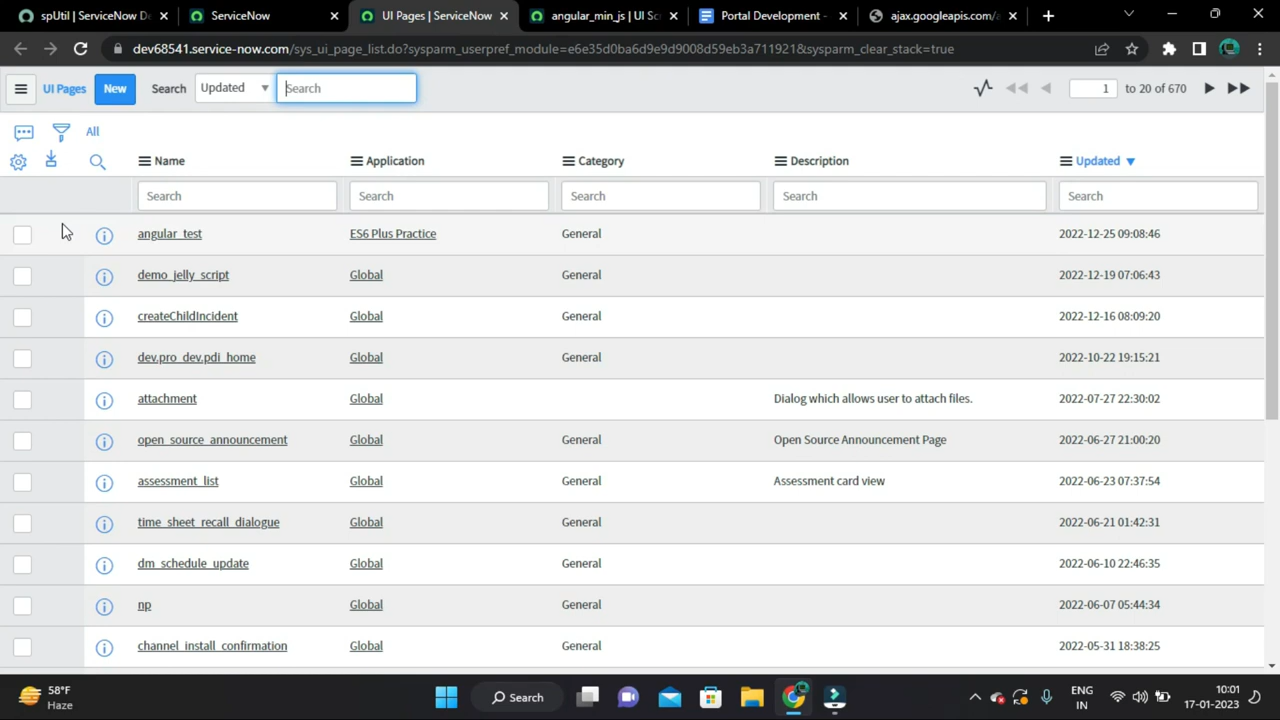 spUtil | ServiceNow De
ServiceNow
UI Pages | ServiceNow
angular_min_js | UI Sc
Portal Development -
ajax.googleapis.com/a
dev68541.service-now.com/sys_ui_page_list.do?sysparm_userpref_module=e6e35d0ba6d9e9d9008d59eb3a711921&sysparm_clear_stack=true
UI Pages New Search Updated Search 1 to 20 of 670
All
Name Application Category Description Updated
Search Search Search Search Search
angular_test ES6 Plus Practice General 2022-12-25 09:08:46
demo_jelly_script Global General 2022-12-19 07:06:43
createChildIncident Global General 2022-12-16 08:09:20
dev.pro_dev.pdi_home Global General 2022-10-22 19:15:21
attachment Global Dialog which allows user to attach files. 2022-07-27 22:30:02
open_source_announcement Global General Open Source Announcement Page 2022-06-27 21:00:20
assessment_list Global General Assessment card view 2022-06-23 07:37:54
time_sheet_recall_dialogue Global General 2022-06-21 01:42:31
dm_schedule_update Global General 2022-06-10 22:46:35
np Global General 2022-06-07 05:44:34
channel_install_confirmation Global General 2022-05-31 18:38:25
58°F
Haze
Search
ENG
IN
10:01
17-01-2023